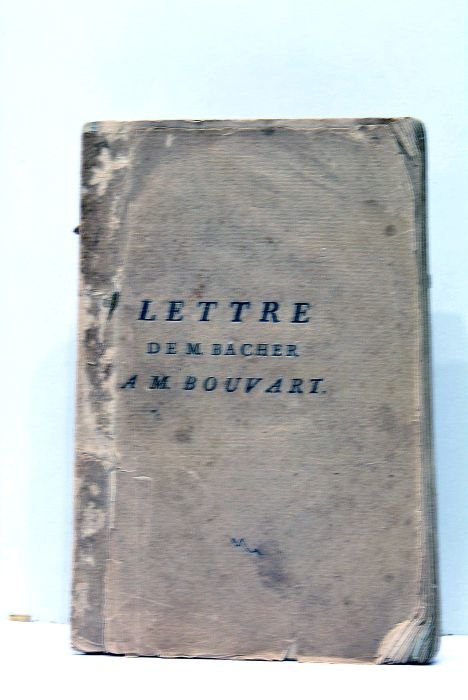 LETTRE
DE M. BACHER
A M. BOUVART.